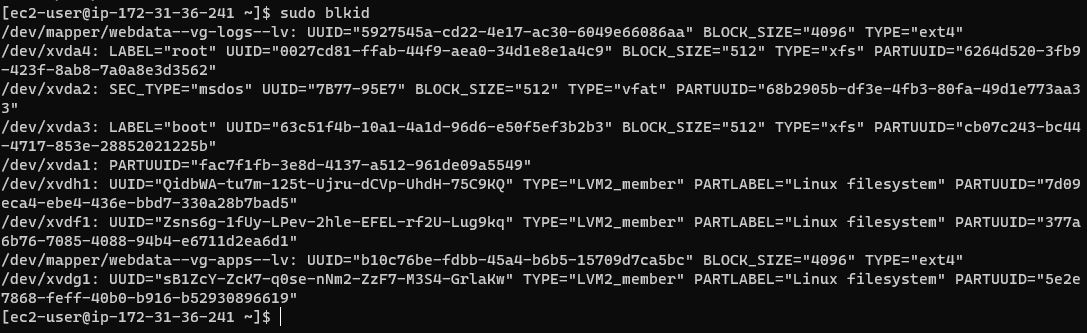 [ec2-user@ip-172-31-36-241 ~]$ sudo blkid
/dev/mapper/webdata--vg-logs--lv: UUID="5927545a-cd22-4e17-ac30-6049e66086aa" BLOCK_SIZE="4096" TYPE="ext4"
/dev/xvda4: LABEL="root" UUID="0027cd81-ffab-44f9-aea0-34d1e8e1a4c9" BLOCK_SIZE="512" TYPE="xfs" PARTUUID="6264d520-3fb9
-423f-8ab8-7a0a8e3d3562"
/dev/xvda2: SEC_TYPE="msdos" UUID="7B77-95E7" BLOCK_SIZE="512" TYPE="vfat" PARTUUID="68b2905b-df3e-4fb3-80fa-49d1e773aa3
3"
/dev/xvda3: LABEL="boot" UUID="63c51f4b-10a1-4a1d-96d6-e50f5ef3b2b3" BLOCK_SIZE="512" TYPE="xfs" PARTUUID="cb07c243-bc44
-4717-853e-28852021225b"
/dev/xvda1: PARTUUID="fac7f1fb-3e8d-4137-a512-961de09a5549"
/dev/xvdh1: UUID="QidbWA-tu7m-125t-Ujru-dCVp-UhdH-75C9KQ" TYPE="LVM2_member" PARTLABEL="Linux filesystem" PARTUUID="7d09
eca4-ebe4-436e-bbd7-330a28b7bad5"
/dev/xvdf1: UUID="Zsns6g-1fUy-LPev-2hle-EFEL-rf2U-Lug9kq" TYPE="LVM2_member" PARTLABEL="Linux filesystem" PARTUUID="377a
6b76-7085-4088-94b4-e6711d2ea6d1"
/dev/mapper/webdata--vg-apps--lv: UUID="b10c76be-fdbb-45a4-b6b5-15709d7ca5bc" BLOCK_SIZE="4096" TYPE="ext4"
/dev/xvdg1: UUID="sB1ZcY-ZcK7-q0se-nNm2-ZzF7-M3S4-GrlaKw" TYPE="LVM2_member" PARTLABEL="Linux filesystem" PARTUUID="5e2e
7868-feff-40b0-b916-b52930896619"
[ec2-user@ip-172-31-36-241 ~]$